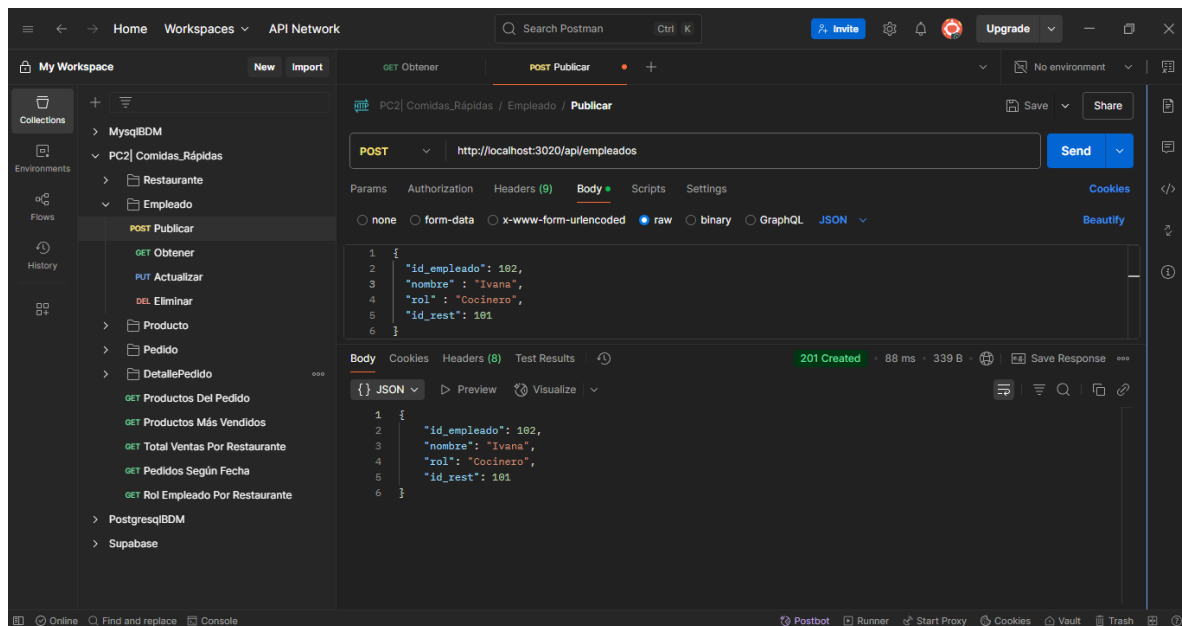 Home Workspaces API Network Search Postman Ctrl K Invite Upgrade
My Workspace New Import GET Obtener POST Publicar No environment
Collections
Environments
Flows
History
MysqlBDM
PC2| Comidas_Rápidas
Restaurante
Empleado
POST Publicar
GET Obtener
PUT Actualizar
DEL Eliminar
Producto
Pedido
DetallePedido
GET Productos Del Pedido
GET Productos Más Vendidos
GET Total Ventas Por Restaurante
GET Pedidos Según Fecha
GET Rol Empleado Por Restaurante
PostgresqlBDM
Supabase
HTTP PC2| Comidas_Rápidas / Empleado / Publicar Save Share
POST http://localhost:3020/api/empleados Send
Params Authorization Headers (9) Body Scripts Settings Cookies
none form-data x-www-form-urlencoded raw binary GraphQL JSON Beautify
1 {
2 "id_empleado": 102,
3 "nombre" : "Ivana",
4 "rol" : "Cocinero",
5 "id_rest": 101
6 }
Body Cookies Headers (8) Test Results 201 Created 88 ms 339 B Save Response
{} JSON Preview Visualize
1 {
2 "id_empleado": 102,
3 "nombre": "Ivana",
4 "rol": "Cocinero",
5 "id_rest": 101
6 }
Online Find and replace Console Postbot Runner Start Proxy Cookies Vault Trash